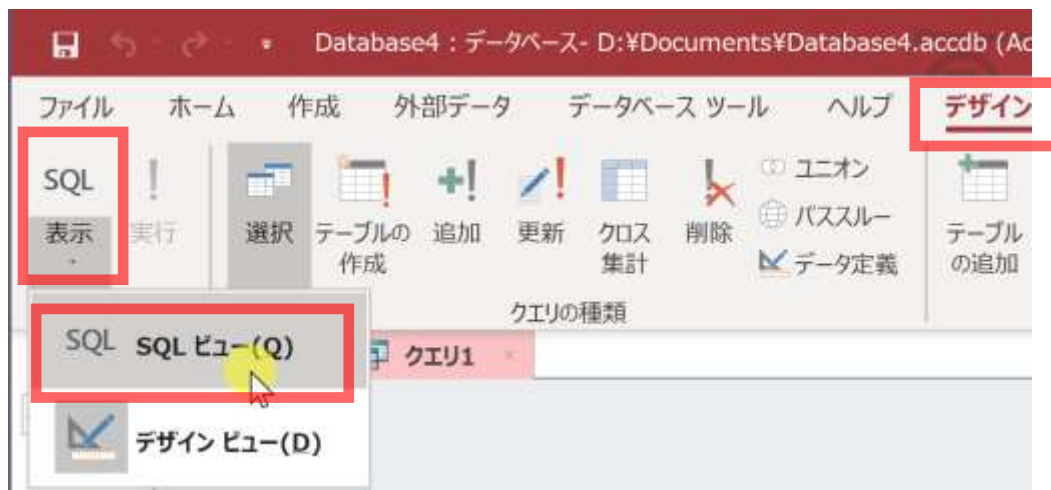 Database4 : データベース- D:¥Documents¥Database4.accdb (Ac
ファイル ホーム 作成 外部データ データベース ツール ヘルプ デザイン
SQL
表示
実行
選択
テーブルの
作成
追加
更新
クロス
集計
削除
ユニオン
パススルー
データ定義
テーブル
の追加
クエリの種類
SQL SQL ビュー(Q)
クエリ1
デザイン ビュー(D)